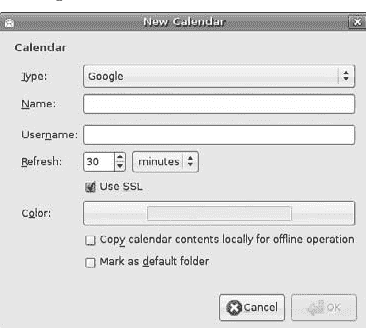 New Calendar
Calendar
Type: Google
Name:
Username:
Refresh: 30 minutes
Use SSL
Color:
Copy calendar contents locally for offline operation
Mark as default folder
Cancel OK